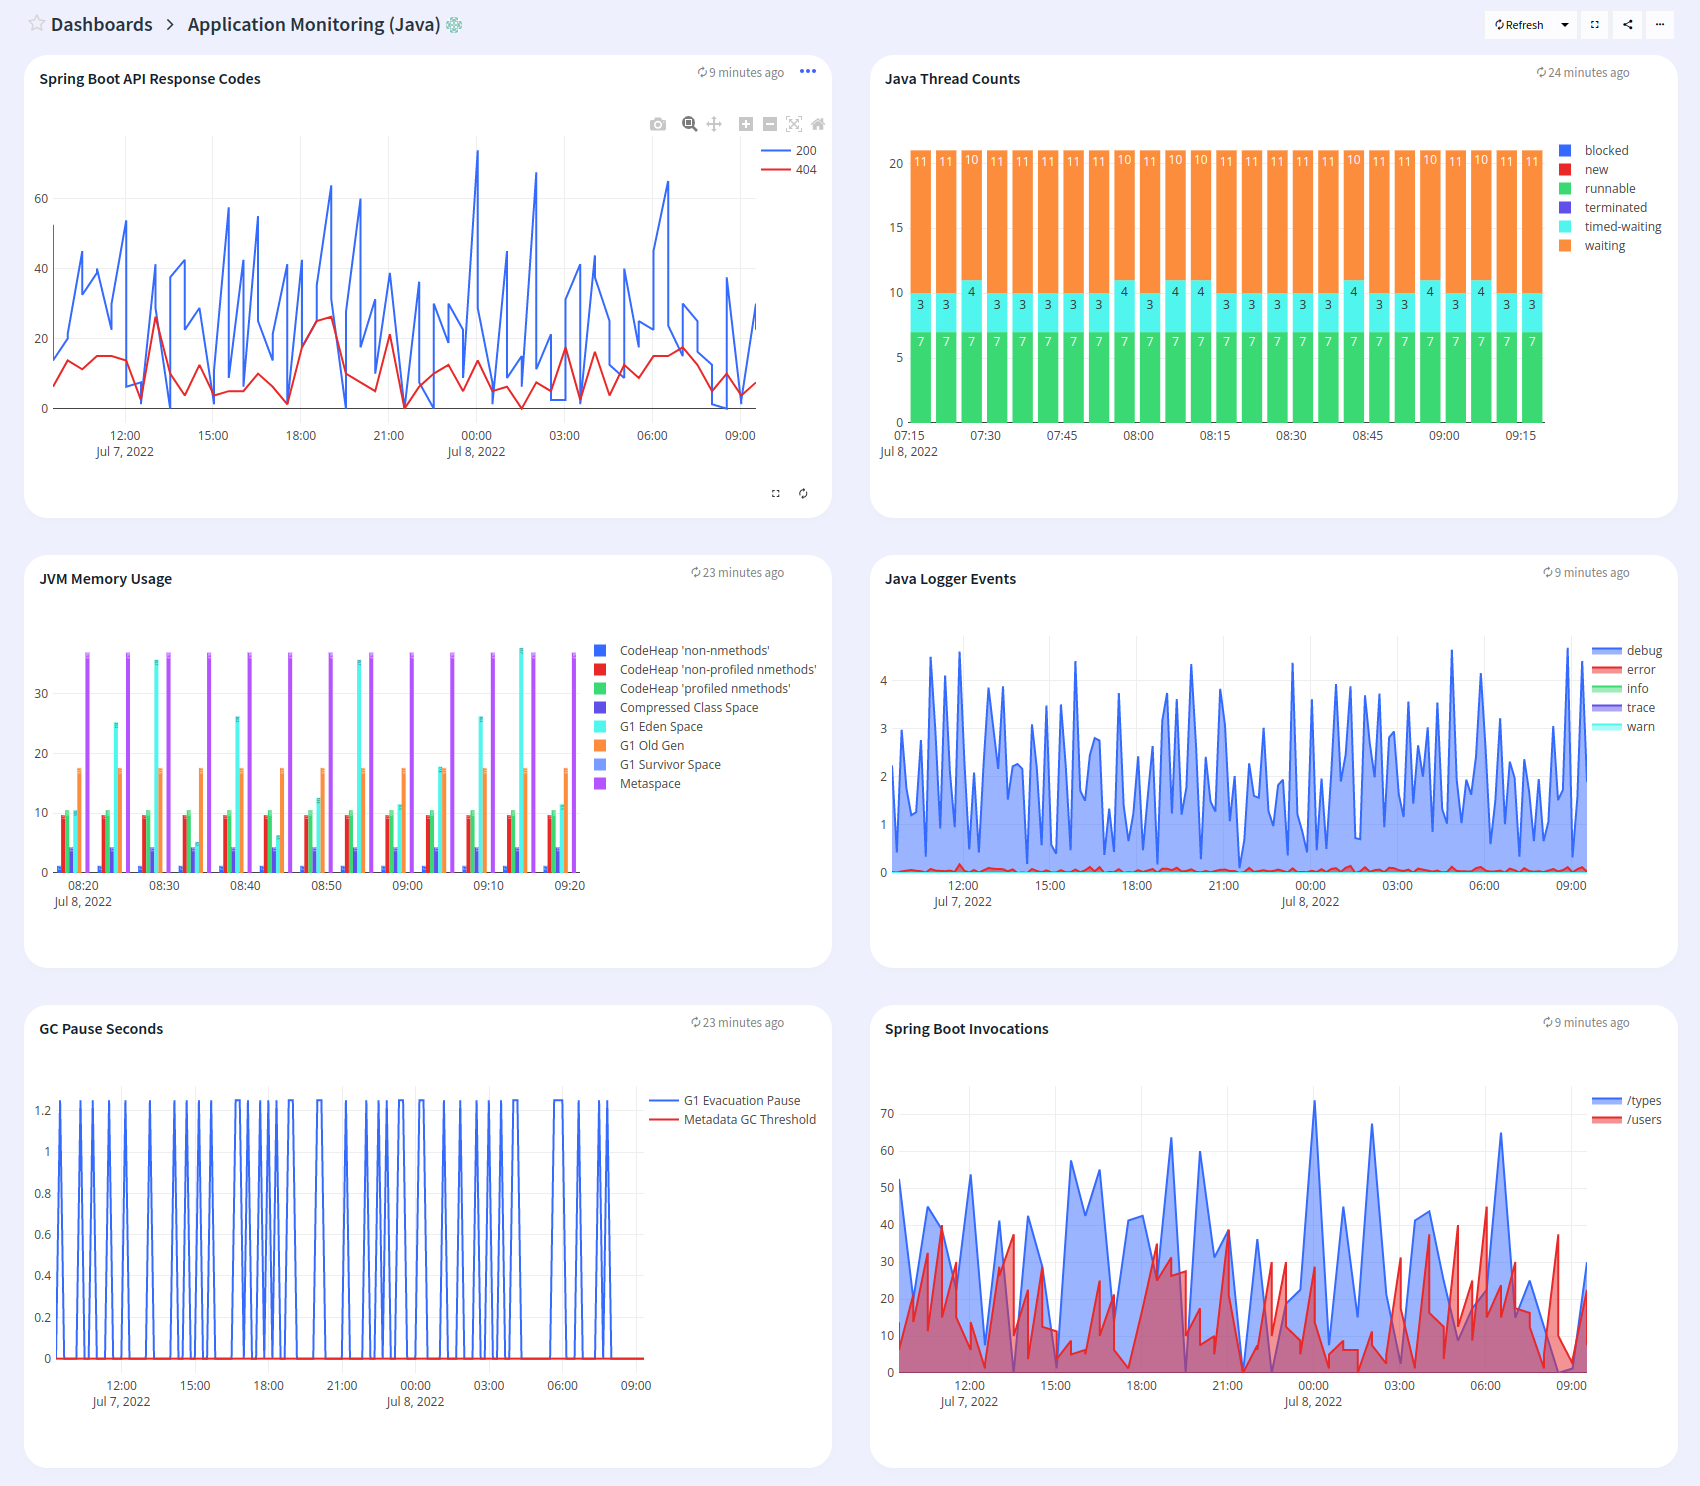 Dashboards > Application Monitoring (Java)
Refresh
Spring Boot API Response Codes
9 minutes ago
200
404
60
40
20
0
12:00 15:00 18:00 21:00 00:00 03:00 06:00 09:00
Jul 7, 2022 Jul 8, 2022
Java Thread Counts
24 minutes ago
20
15
10
5
0
11 11 10 11 11 11 11 11 10 11 10 10 11 11 11 11 11 10 11 11 10 11 10 11 11
3 3 4 3 3 3 3 3 4 3 4 4 3 3 3 3 3 4 3 3 4 3 4 3 3
7 7 7 7 7 7 7 7 7 7 7 7 7 7 7 7 7 7 7 7 7 7 7 7 7
07:15 07:30 07:45 08:00 08:15 08:30 08:45 09:00 09:15
Jul 8, 2022
blocked
new
runnable
terminated
timed-waiting
waiting
JVM Memory Usage
23 minutes ago
30
20
10
0
08:20 08:30 08:40 08:50 09:00 09:10 09:20
Jul 8, 2022
CodeHeap 'non-nmethods'
CodeHeap 'non-profiled nmethods'
CodeHeap 'profiled nmethods'
Compressed Class Space
G1 Eden Space
G1 Old Gen
G1 Survivor Space
Metaspace
Java Logger Events
9 minutes ago
4
3
2
1
0
12:00 15:00 18:00 21:00 00:00 03:00 06:00 09:00
Jul 7, 2022 Jul 8, 2022
debug
error
info
trace
warn
GC Pause Seconds
23 minutes ago
1.2
1
0.8
0.6
0.4
0.2
0
12:00 15:00 18:00 21:00 00:00 03:00 06:00 09:00
Jul 7, 2022 Jul 8, 2022
G1 Evacuation Pause
Metadata GC Threshold
Spring Boot Invocations
9 minutes ago
70
60
50
40
30
20
10
0
12:00 15:00 18:00 21:00 00:00 03:00 06:00 09:00
Jul 7, 2022 Jul 8, 2022
/types
/users